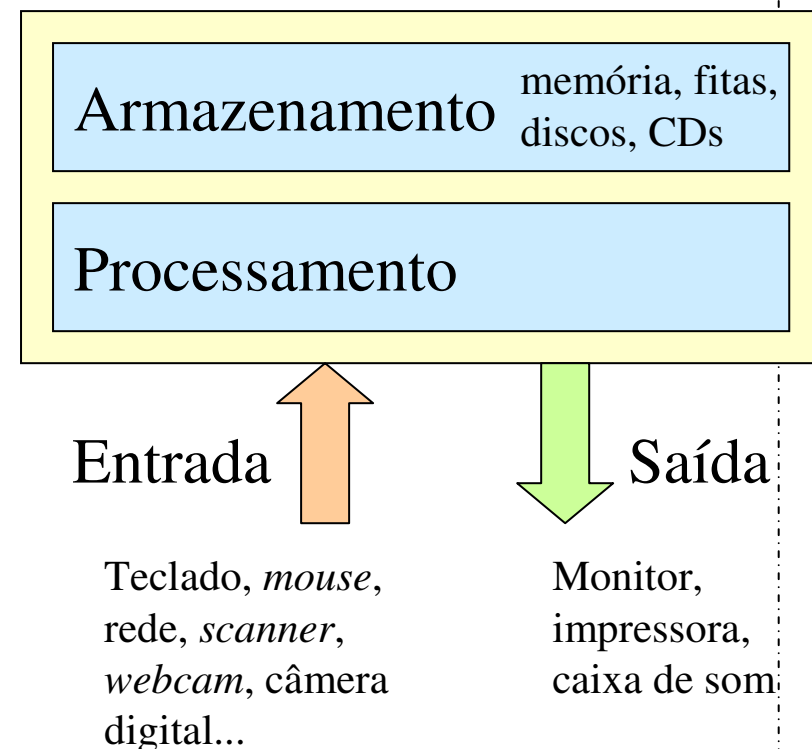 Armazenamento
memória, fitas,
discos, CDs
Processamento
Entrada
Saída
Teclado, mouse,
rede, scanner,
webcam, câmera
digital...
Monitor,
impressora,
caixa de som